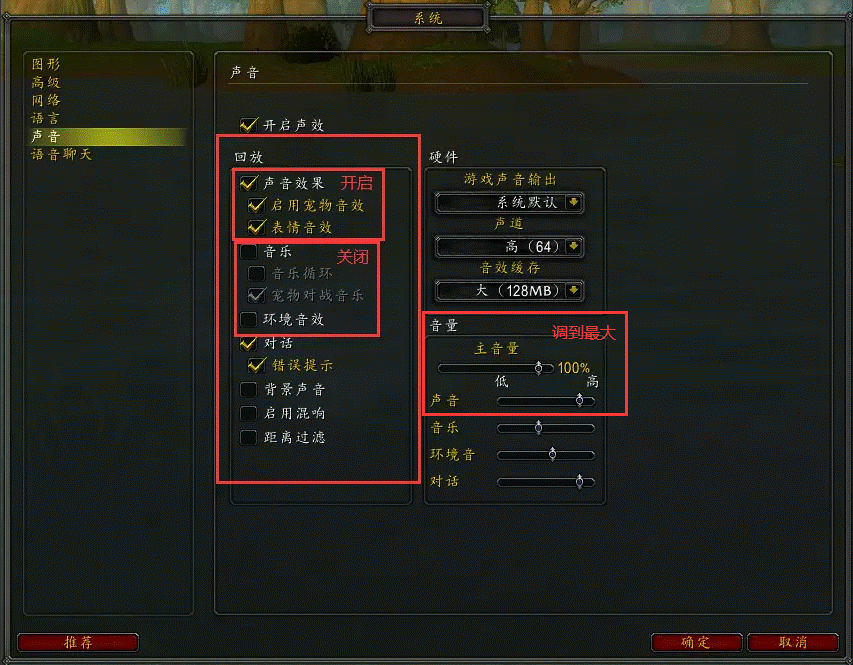 系统
图形
高级
网络
语言
声音
语音聊天
声音
开启声效
回放
声音效果 开启
启用宠物音效
表情音效
音乐 关闭
音乐循环
宠物对战音乐
环境音效
对话
错误提示
背景声音
启用混响
距离过滤
硬件
游戏声音输出
系统默认
声道
高（64）
音效缓存
大（128MB）
音量 调到最大
主音量
100%
低 高
声音
音乐
环境音
对话
推荐
确定
取消